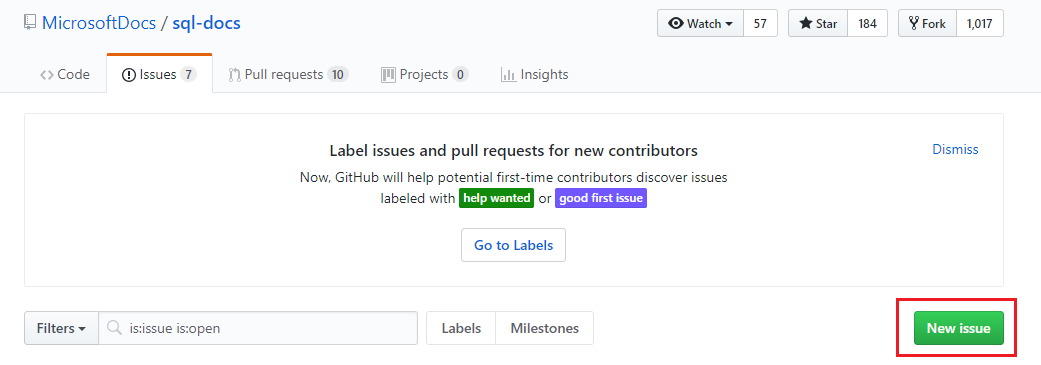 MicrosoftDocs / sql-docs
Watch 57
Star 184
Fork 1,017
Code
Issues 7
Pull requests 10
Projects 0
Insights
Label issues and pull requests for new contributors
Dismiss
Now, GitHub will help potential first-time contributors discover issues
labeled with help wanted or good first issue
Go to Labels
Filters
is:issue is:open
Labels
Milestones
New issue